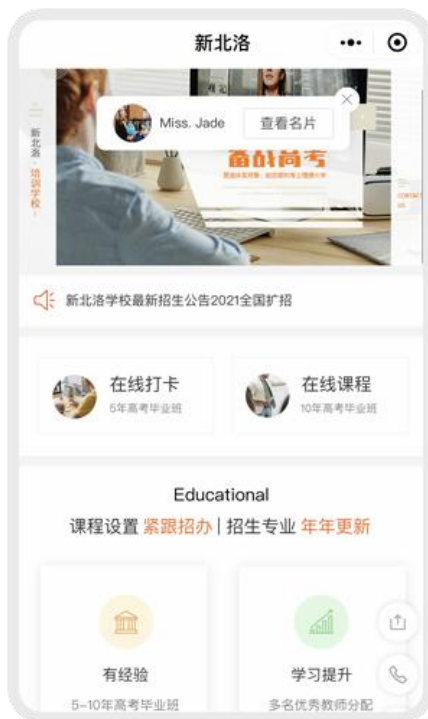 新北洛
Miss. Jade
查看名片
备战高考
新北洛·培训学校
新北洛学校最新招生公告2021全国扩招
在线打卡
5年高考毕业班
在线课程
10年高考毕业班
Educational
课程设置 紧跟招办 | 招生专业 年年更新
有经验
5-10年高考毕业班
学习提升
多名优秀教师分配